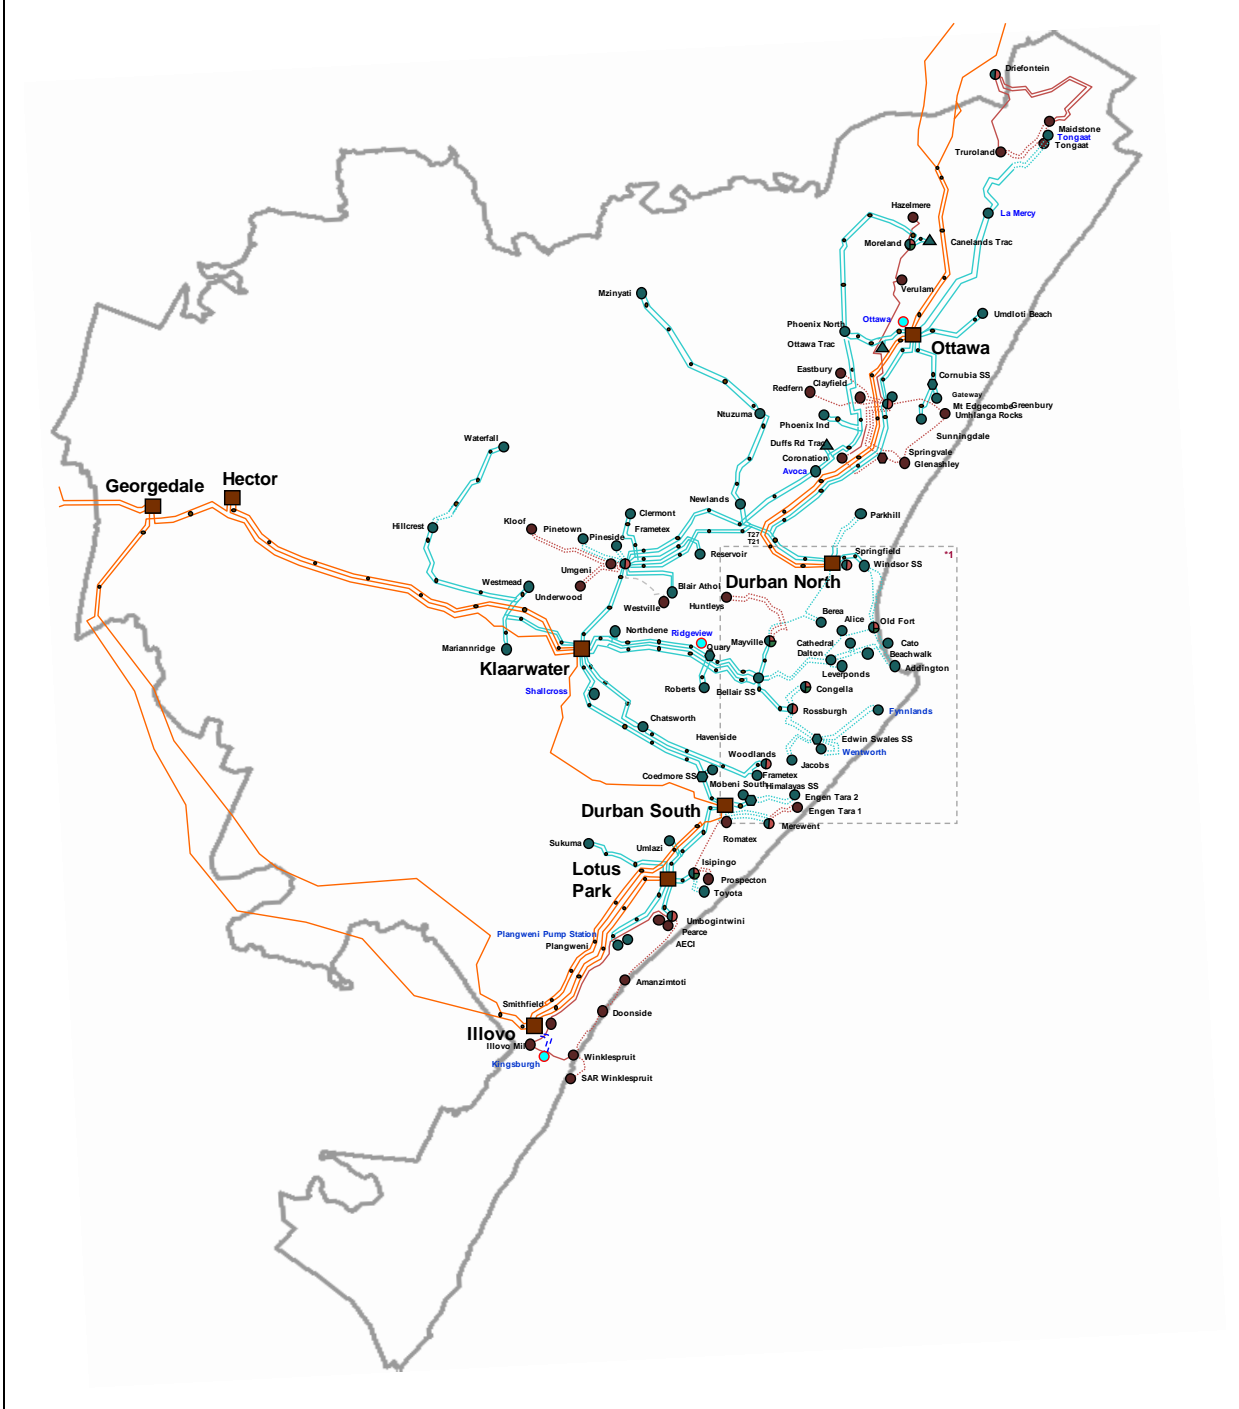 Driefontein
Maidstone
Tongaat
Tongaat
Truroland
Hazelmere
La Mercy
Moreland
Canelands Trac
Verulam
Mzinyati
Ottawa
Umdloti Beach
Phoenix North
Ottawa Trac
Ottawa
Eastbury
Cornubia SS
Redfern
Clayfield
Gateway
Mt Edgecombe
Greenbury
Umhlanga Rocks
Ntuzuma
Phoenix Ind
Sunningdale
Waterfall
Duffs Rd Trac
Springvale
Coronation
Glenashley
Avoca
Hector
Georgedale
Newlands
Clermont
Parkhill
Kloof
Pinetown
Frametex
Hillcrest
Pineside
T27
T21
Reservoir
Springfield
*1
Windsor SS
Umgeni
Durban North
Westmead
Underwood
Blair Athol
Westville
Huntleys
Berea
Alice
Old Fort
Northdene
Ridgeview
Mariannridge
Quary
Mayville
Cathedral
Cato
Klaarwater
Dalton
Beachwalk
Addington
Leverponds
Shallcross
Roberts
Bellair SS
Congella
Rossburgh
Fynnlands
Chatsworth
Havenside
Edwin Swales SS
Woodlands
Wentworth
Jacobs
Coedmore SS
Frametex
Mobeni South
Himalayas SS
Engen Tara 2
Durban South
Engen Tara 1
Merewent
Romatex
Sukuma
Umlazi
Lotus
Park
Isipingo
Prospecton
Toyota
Umbogintwini
Plangweni Pump Station
Pearce
Plangweni
AECI
Amanzimtoti
Smithfield
Doonside
Illovo
Illovo Mill
Kingsburgh
Winklespruit
SAR Winklespruit